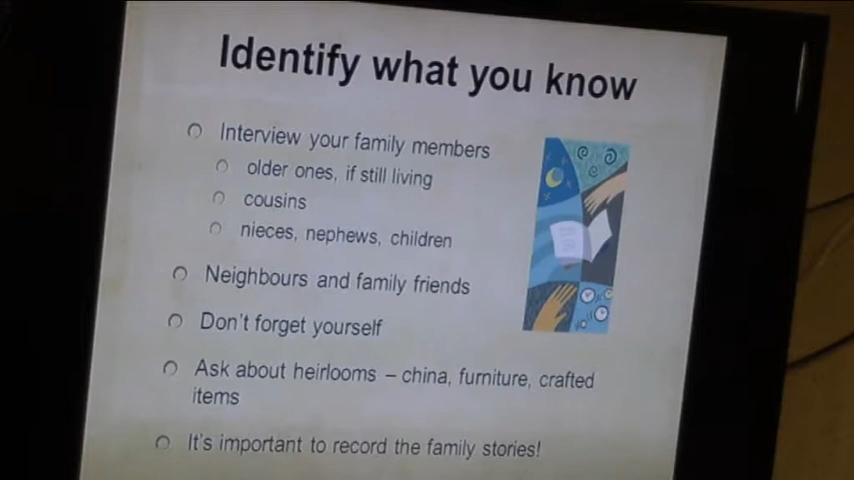 Identify what you know
Interview your family members
older ones, if still living
cousins
nieces, nephews, children
Neighbours and family friends
Don't forget yourself
Ask about heirlooms – china, furniture, crafted
items
It's important to record the family stories!